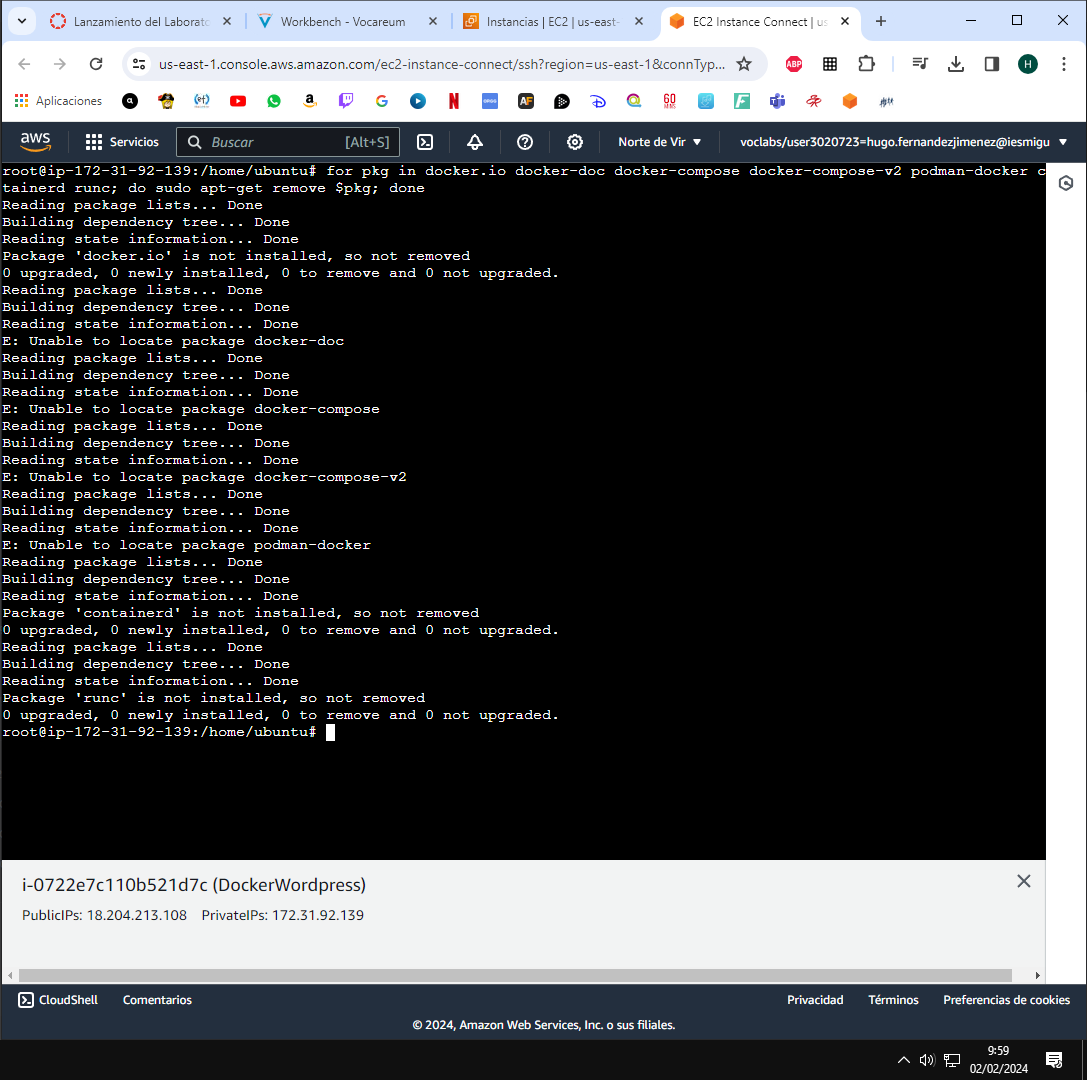 Lanzamiento del Laborato
Workbench - Vocareum
Instancias | EC2 | us-east-
EC2 Instance Connect | us
us-east-1.console.aws.amazon.com/ec2-instance-connect/ssh?region=us-east-1&connTyp...
ABP
H
Aplicaciones
aws
Servicios
Buscar
[Alt+S]
Norte de Vir
voclabs/user3020723=hugo.fernandezjimenez@iesmigu
root@ip-172-31-92-139:/home/ubuntu# for pkg in docker.io docker-doc docker-compose docker-compose-v2 podman-docker c
tainerd runc; do sudo apt-get remove $pkg; done
Reading package lists... Done
Building dependency tree... Done
Reading state information... Done
Package 'docker.io' is not installed, so not removed
0 upgraded, 0 newly installed, 0 to remove and 0 not upgraded.
Reading package lists... Done
Building dependency tree... Done
Reading state information... Done
E: Unable to locate package docker-doc
Reading package lists... Done
Building dependency tree... Done
Reading state information... Done
E: Unable to locate package docker-compose
Reading package lists... Done
Building dependency tree... Done
Reading state information... Done
E: Unable to locate package docker-compose-v2
Reading package lists... Done
Building dependency tree... Done
Reading state information... Done
E: Unable to locate package podman-docker
Reading package lists... Done
Building dependency tree... Done
Reading state information... Done
Package 'containerd' is not installed, so not removed
0 upgraded, 0 newly installed, 0 to remove and 0 not upgraded.
Reading package lists... Done
Building dependency tree... Done
Reading state information... Done
Package 'runc' is not installed, so not removed
0 upgraded, 0 newly installed, 0 to remove and 0 not upgraded.
root@ip-172-31-92-139:/home/ubuntu#
i-0722e7c110b521d7c (DockerWordpress)
PublicIPs: 18.204.213.108 PrivateIPs: 172.31.92.139
CloudShell
Comentarios
Privacidad
Términos
Preferencias de cookies
© 2024, Amazon Web Services, Inc. o sus filiales.
9:59
02/02/2024